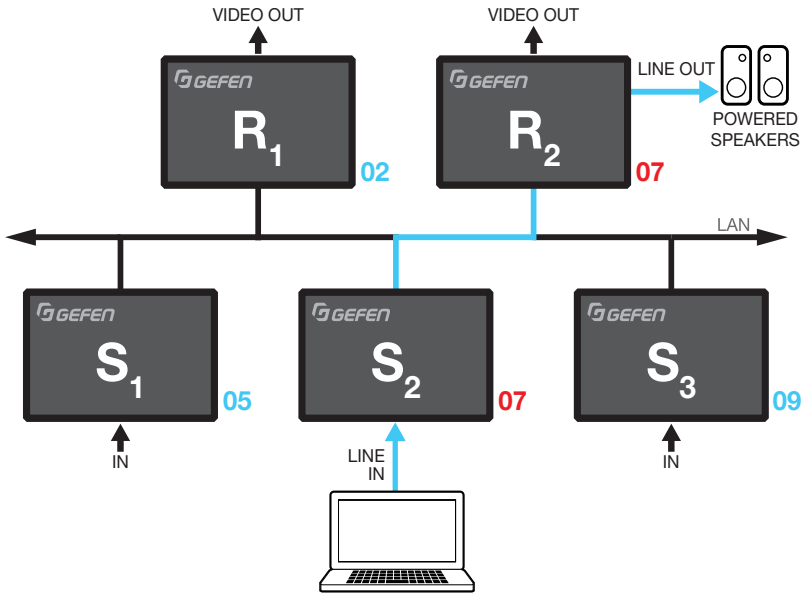 VIDEO OUT
VIDEO OUT
GEFEN
R1
02
GEFEN
R2
07
LINE OUT
POWERED
SPEAKERS
LAN
GEFEN
S1
05
GEFEN
S2
07
GEFEN
S3
09
IN
LINE
IN
IN